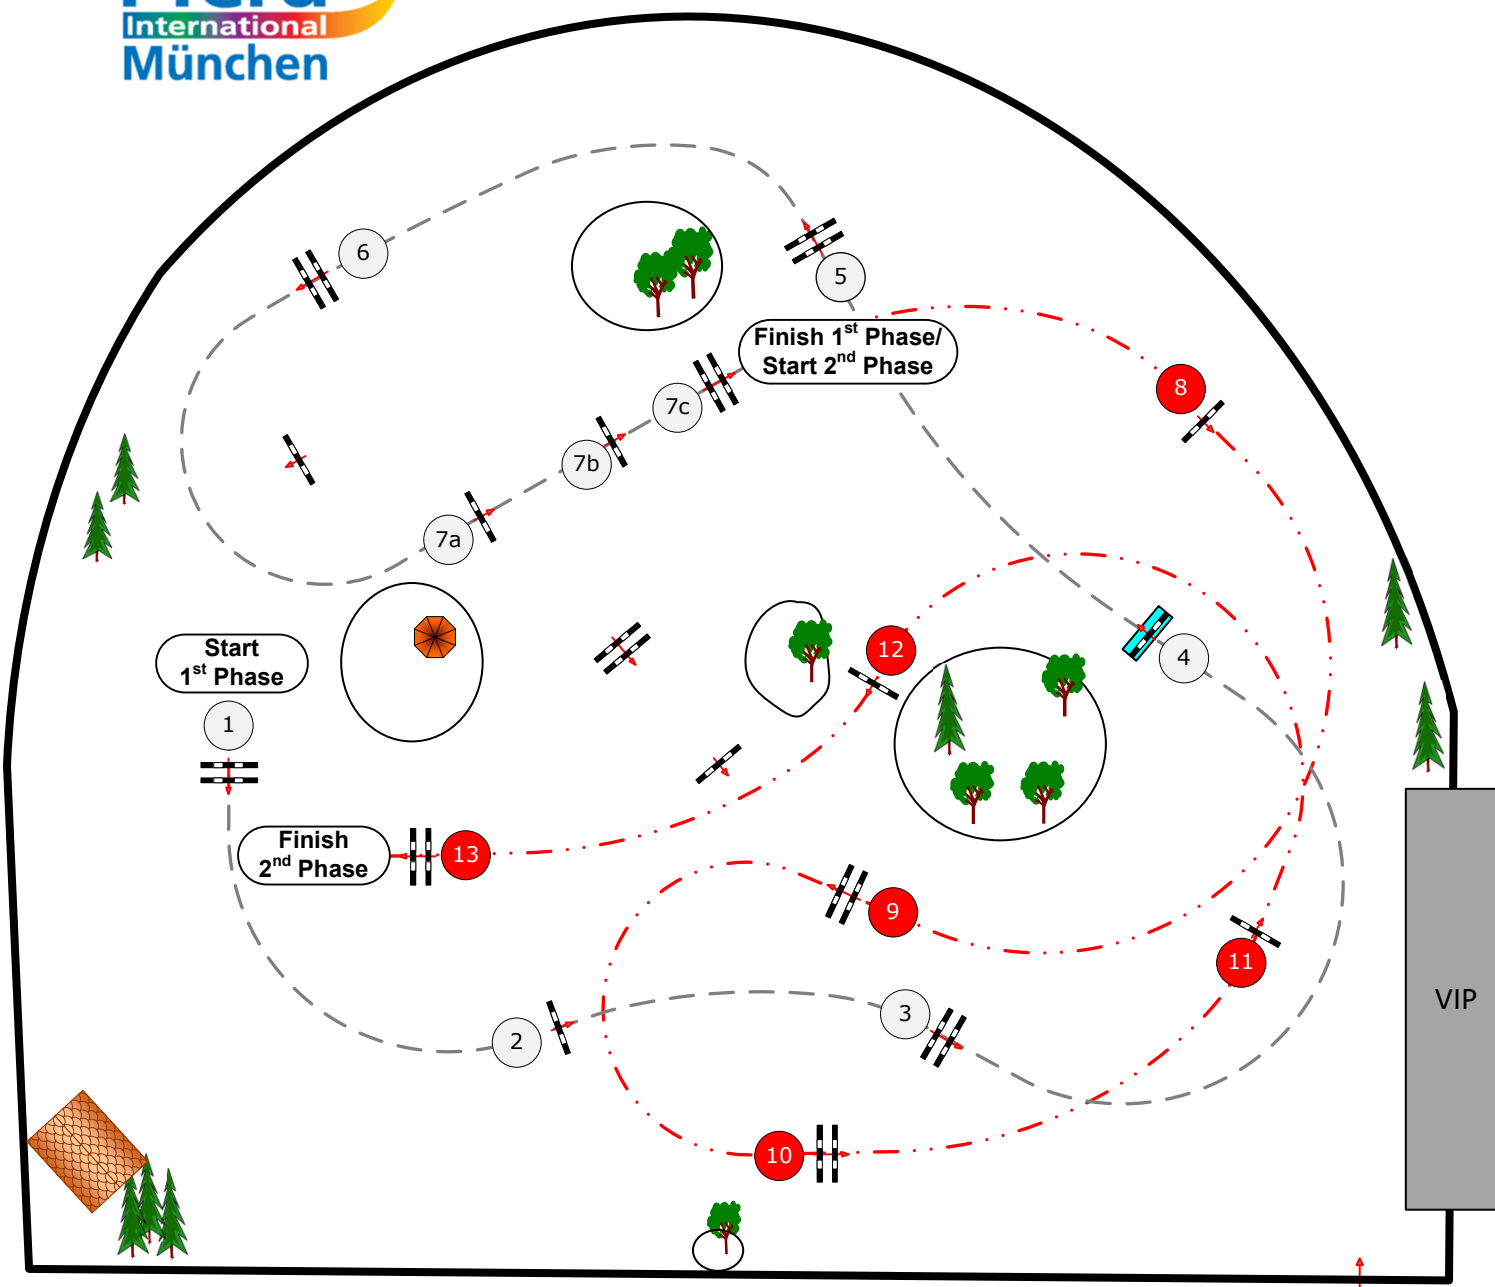 International
München
6
5
Finish 1st Phase/
Start 2nd Phase
8
7c
7b
7a
Start
1st Phase
12
4
1
Finish
2nd Phase
13
9
11
VIP
3
2
10